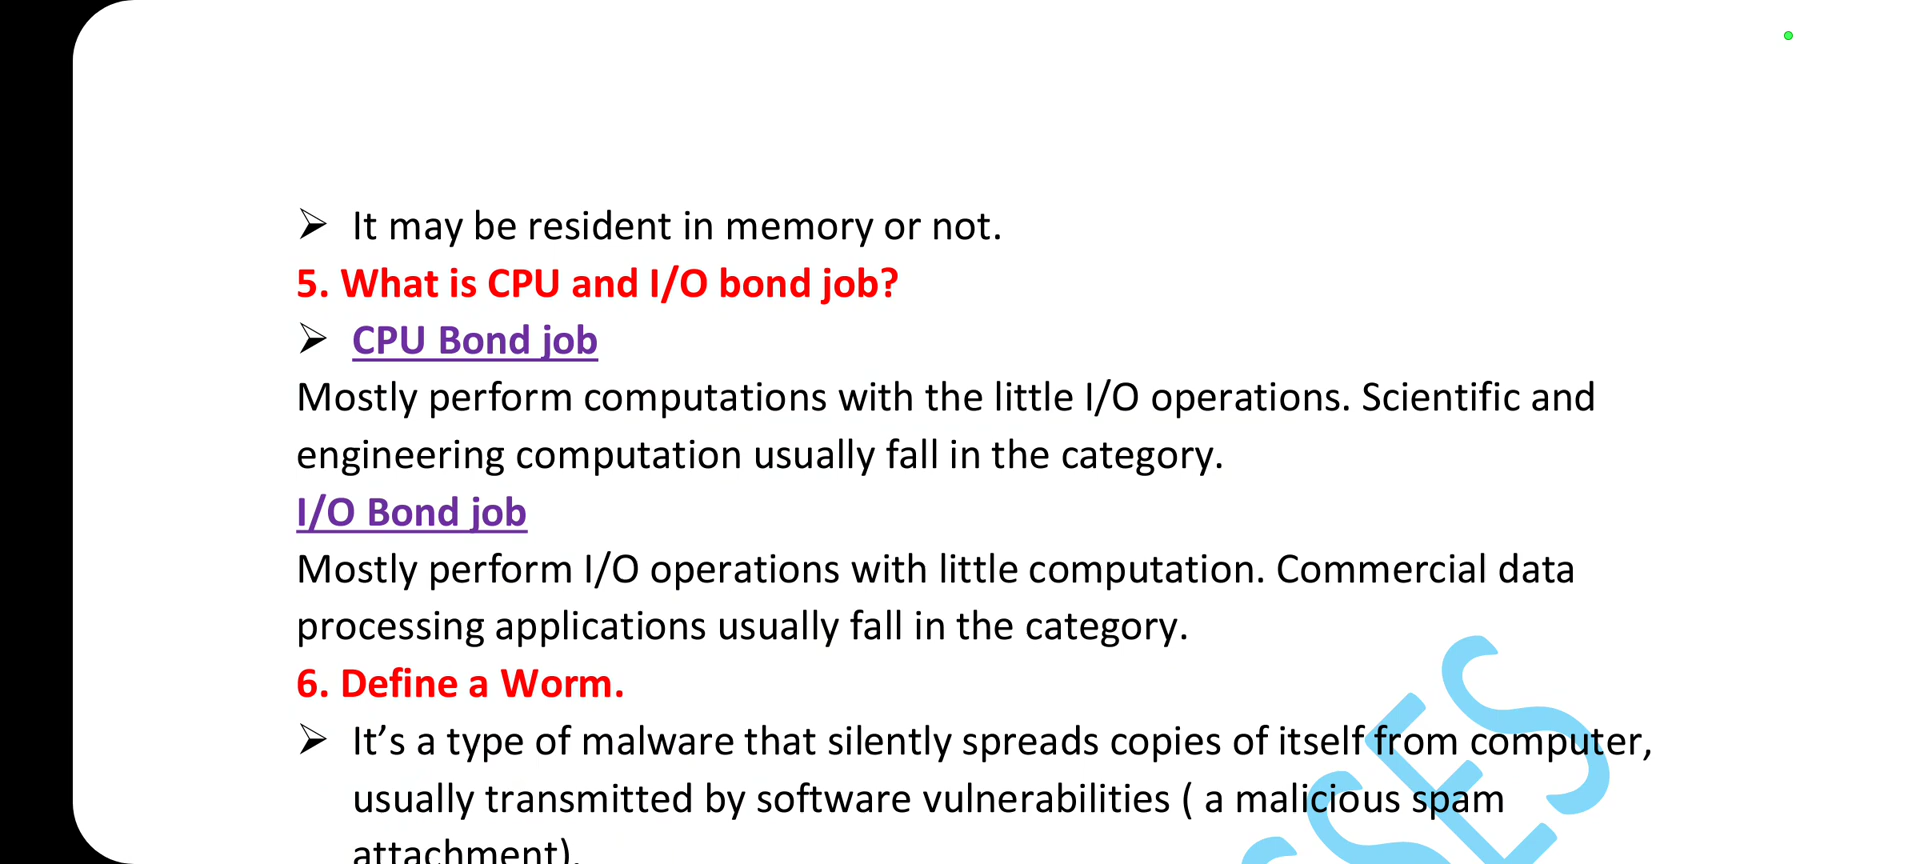 ➢ It may be resident in memory or not.
5. What is CPU and I/O bond job?
➢ CPU Bond job
Mostly perform computations with the little I/O operations. Scientific and
engineering computation usually fall in the category.
I/O Bond job
Mostly perform I/O operations with little computation. Commercial data
processing applications usually fall in the category.
6. Define a Worm.
➢ It’s a type of malware that silently spreads copies of itself from computer,
usually transmitted by software vulnerabilities ( a malicious spam
attachment).
SSES